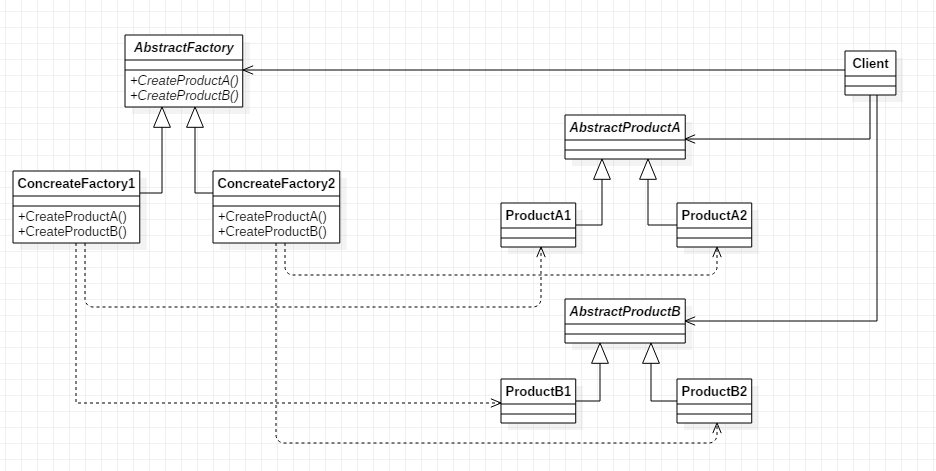 AbstractFactory
+CreateProductA()
+CreateProductB()
Client
AbstractProductA
ConcreateFactory1
+CreateProductA()
+CreateProductB()
ConcreateFactory2
+CreateProductA()
+CreateProductB()
ProductA1
ProductA2
AbstractProductB
ProductB1
ProductB2